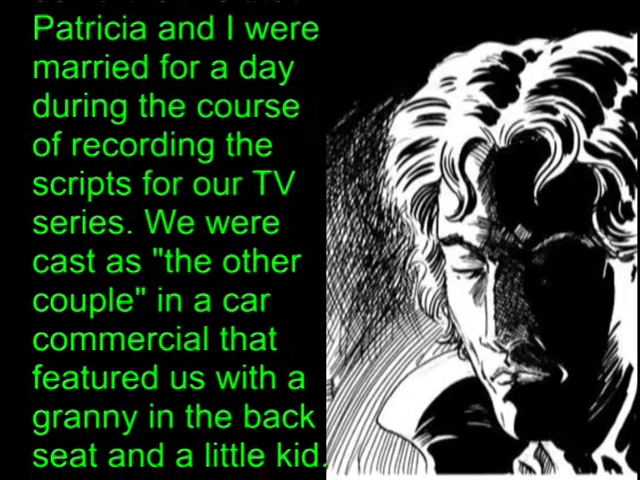 Patricia and I were
married for a day
during the course
of recording the
scripts for our TV
series. We were
cast as "the other
couple" in a car
commercial that
featured us with a
granny in the back
seat and a little kid.